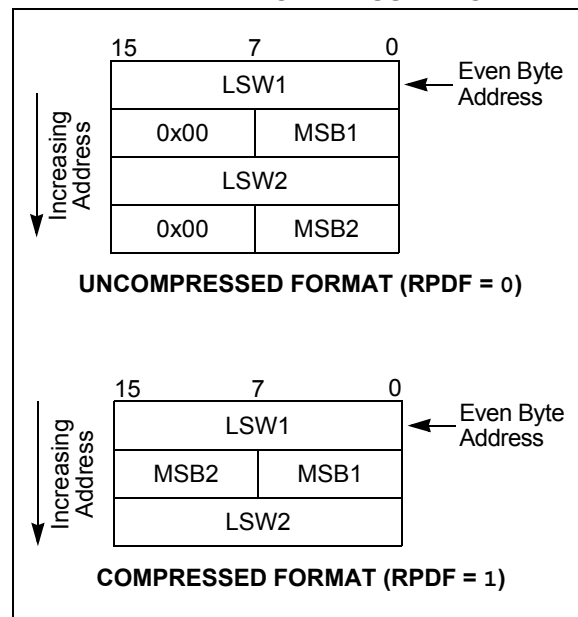 15 7 0
LSW1
Even Byte
Address
0x00 MSB1
LSW2
0x00 MSB2
Increasing
Address
UNCOMPRESSED FORMAT (RPDF = 0)
15 7 0
LSW1
Even Byte
Address
MSB2 MSB1
LSW2
Increasing
Address
COMPRESSED FORMAT (RPDF = 1)